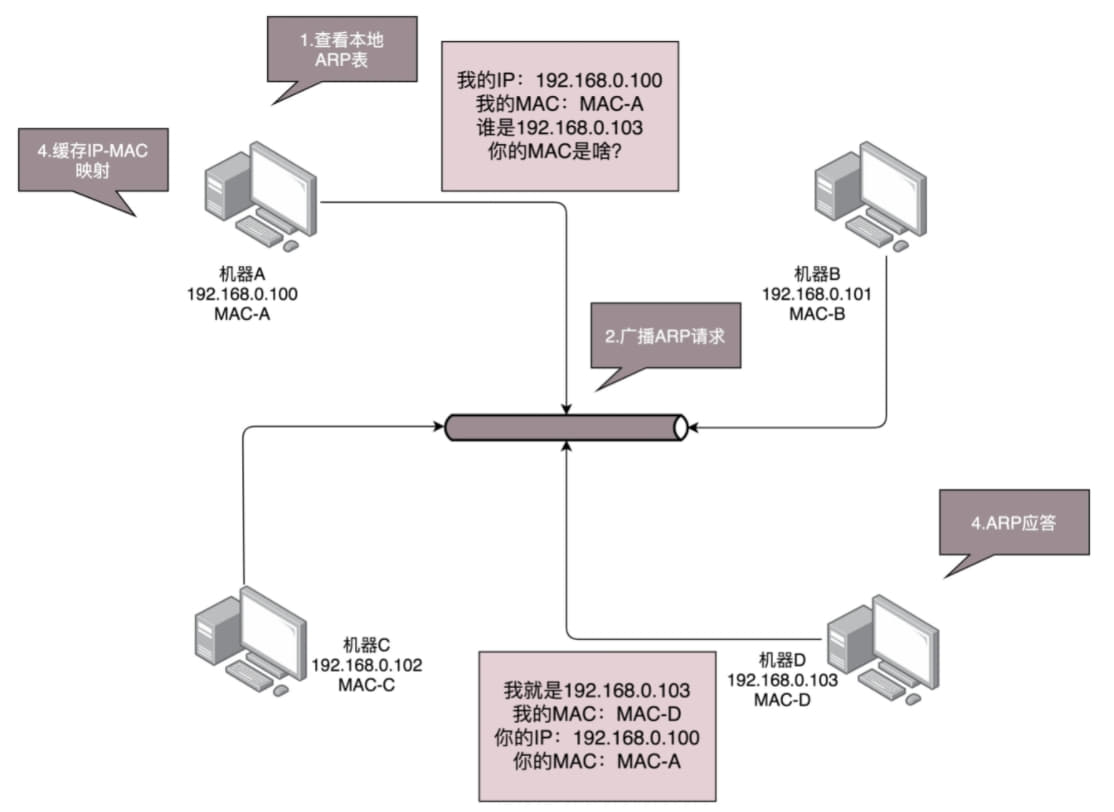 1.查看本地
ARP表
我的IP：192.168.0.100
我的MAC：MAC-A
谁是192.168.0.103
你的MAC是啥?
4.缓存IP-MAC
映射
机器A
192.168.0.100
MAC-A
机器B
192.168.0.101
MAC-B
2.广播ARP请求
4.ARP应答
机器C
192.168.0.102
MAC-C
机器D
192.168.0.103
MAC-D
我就是192.168.0.103
我的MAC：MAC-D
你的IP：192.168.0.100
你的MAC：MAC-A